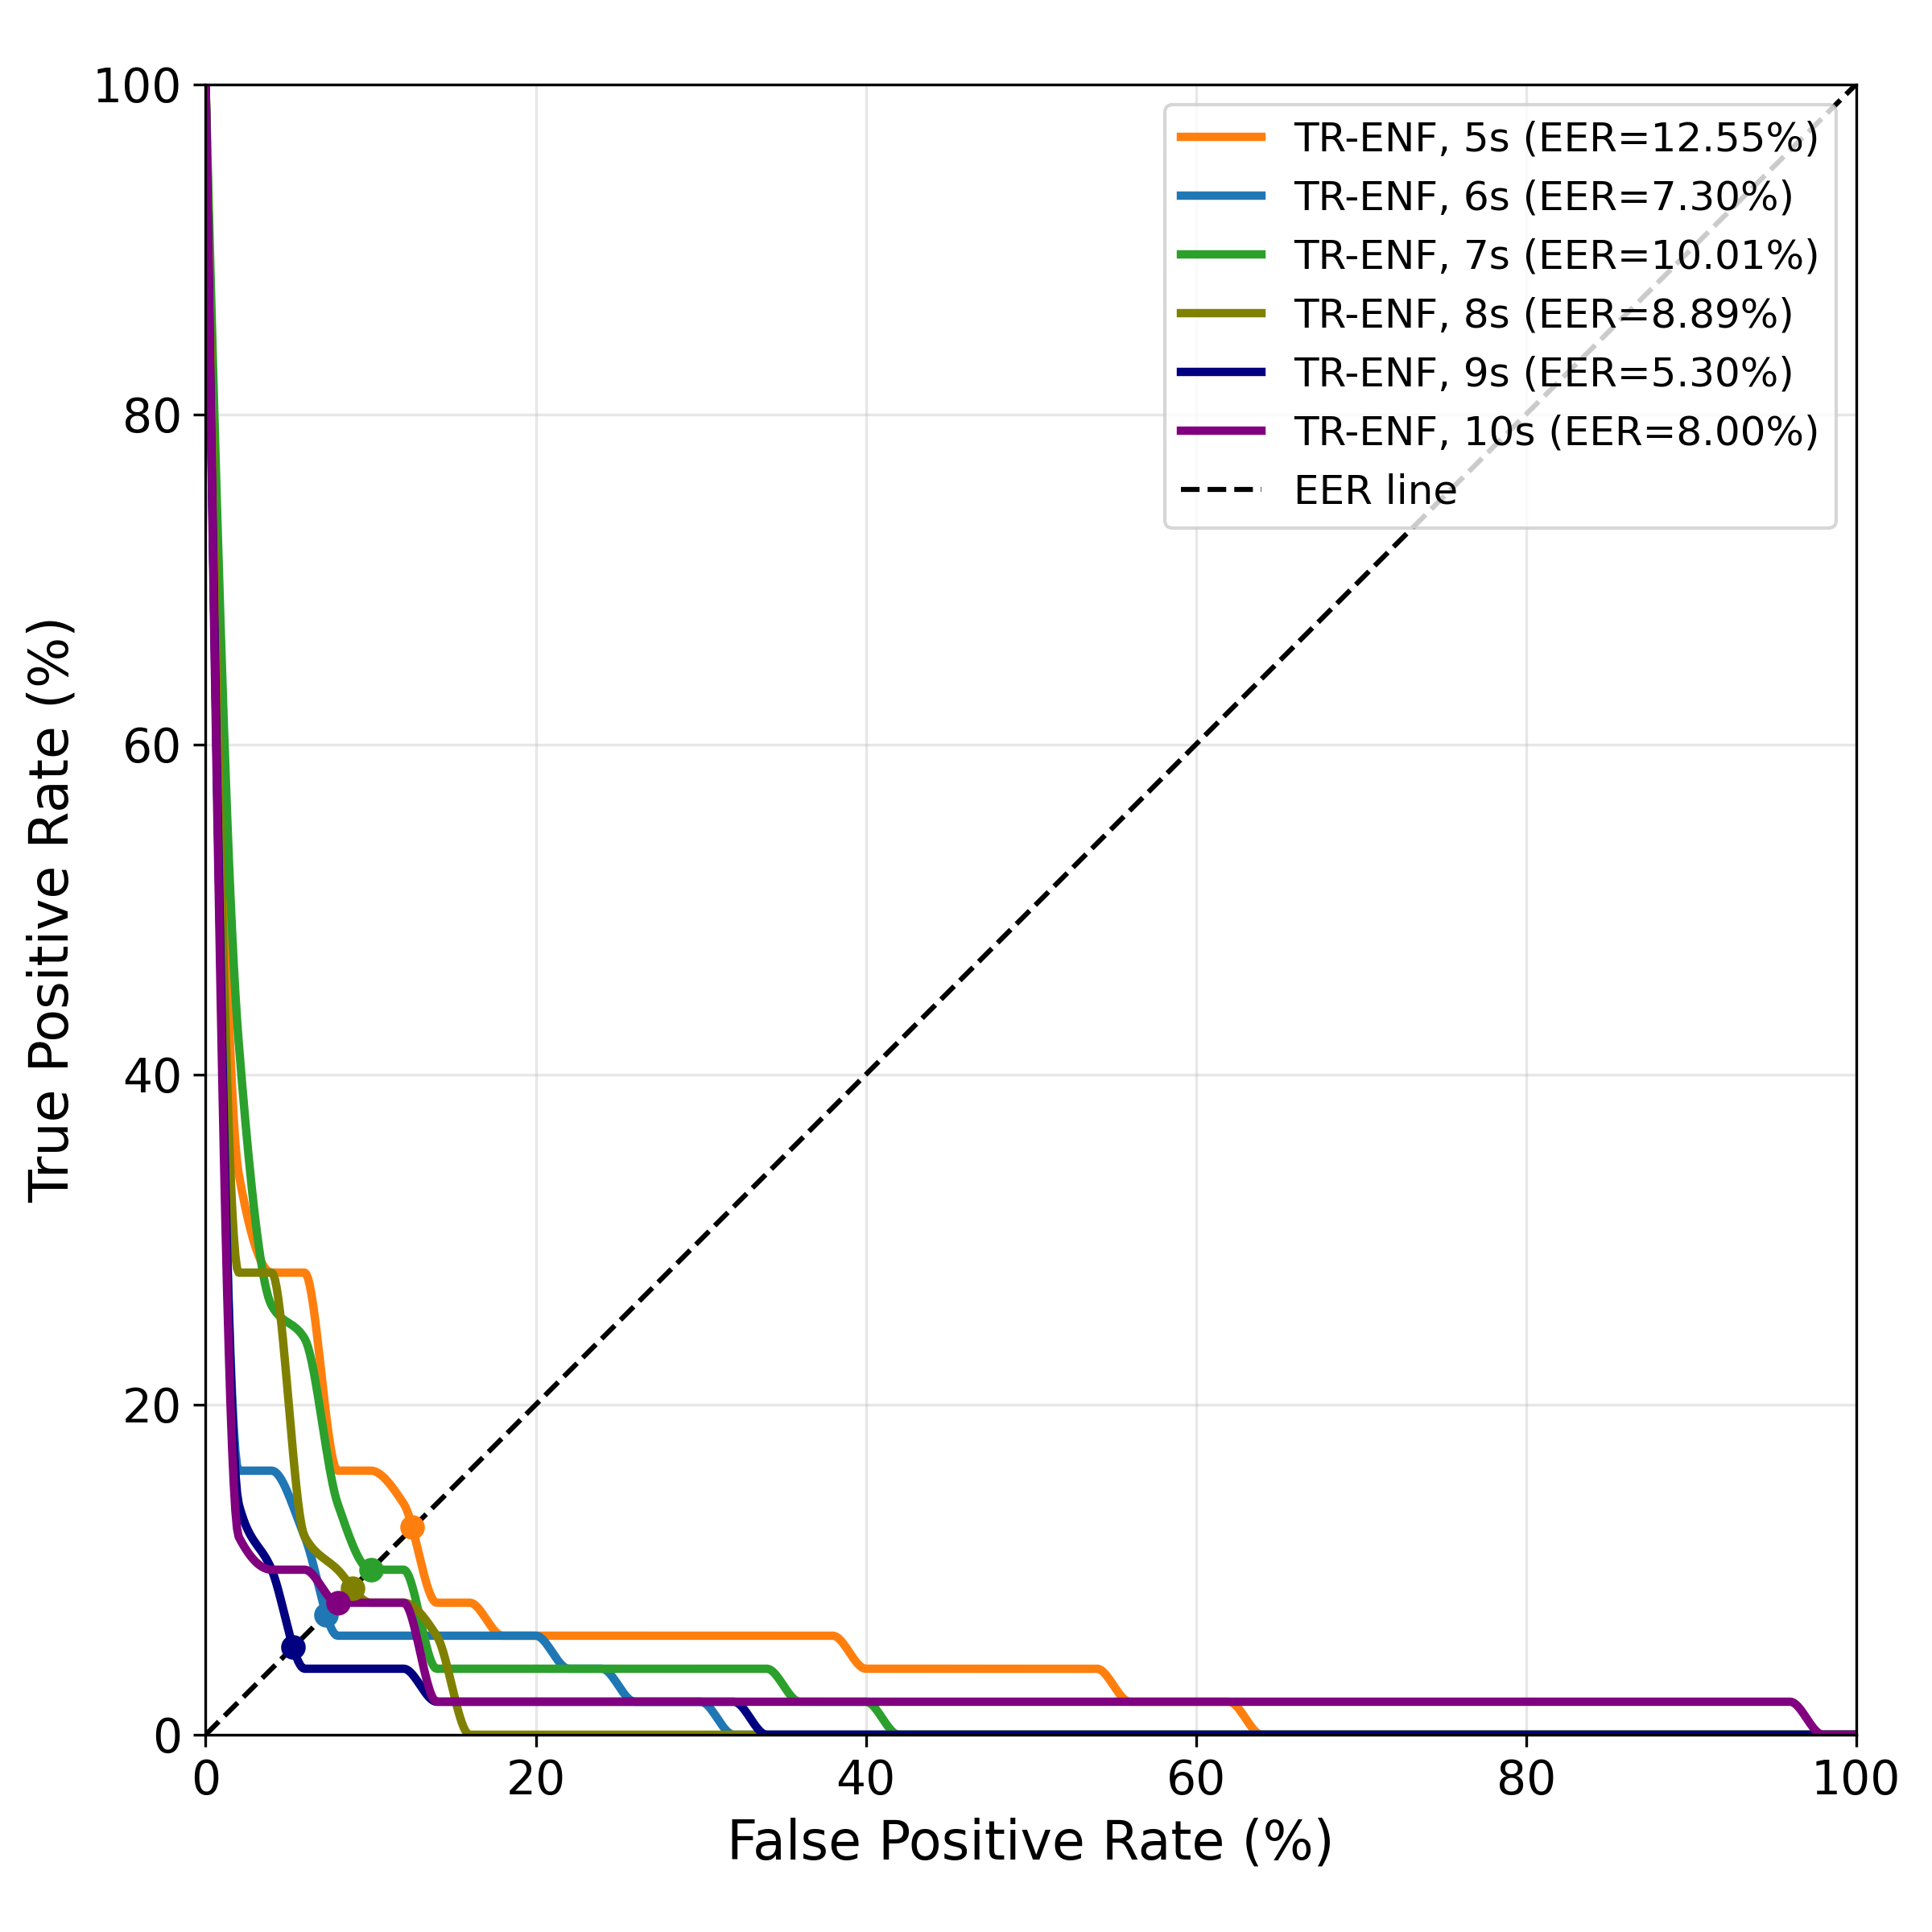 100
80
60
40
20
0
True Positive Rate (%)
TR-ENF, 5s (EER=12.55%)
TR-ENF, 6s (EER=7.30%)
TR-ENF, 7s (EER=10.01%)
TR-ENF, 8s (EER=8.89%)
TR-ENF, 9s (EER=5.30%)
TR-ENF, 10s (EER=8.00%)
EER line
0 20 40 60 80 100
False Positive Rate (%)